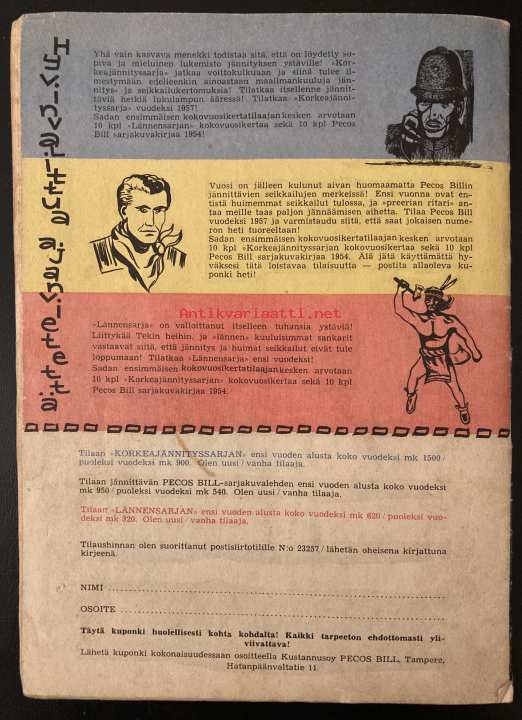 Hyvinvaittua ajanvietettä:
Yhä vain kasvava menekki todistaa sitä, että on löydetty so-
piva ja mieluinen lukemisto jännityksen ystäville! «Kor-
keajännityssarja» jatkaa voittokulkuaan ja siinä tulee il-
mestymään edelleenkin ainoastaan maailmankuuluja jän-
nitys- ja seikkailukertomuksia! Tilatkaa itsellenne jännit-
täviä hetkiä lukulampun ääressä! Tilatkaa «Korkeajänni-
tyssarja» vuodeksi 1957!
Sadan ensimmäisen kokovuosikertatilaajan kesken arvotaan
10 kpl «Lännensarjan» kokovuosikertaa sekä 10 kpl Pecos
Bill sarjakuvakirjaa 1954!
Vuosi on jälleen kulunut aivan huomaamatta Pecos Billin
jännittävien seikkailujen merkeissä! Ensi vuonna ovat en-
tistä huimemmat seikkailut tulossa, ja «preerian ritari» an-
taa meille taas paljon jännäämisen aihetta. Tilaa Pecos Bill
vuodeksi 1957 ja varmistaudu siitä, että saat jokaisen nume-
ron heti tuoreeltaan!
Sadan ensimmäisen kokovuosikertatilaajan kesken arvotaan
10 kpl «Korkeajännityssarjan kokovuosikertaa sekä 10 kpl
Pecos Bill sarjakuvakirjaa 1954. Älä jätä käyttämättä hy-
väksesi tätä loistavaa tilaisuutta — postita allaoleva ku-
ponki heti!
Antikvariaatti.net
«Lännensarja» on valloittanut itselleen tuhansia ystäviä!
Liittykää Tekin heihin, ja «lännen» kuuluisimmat sankarit
vastaavat siitä, että jännitys ja huimat seikkailut eivät tule
loppumaan! Tilatkaa «Lännensarja» ensi vuodeksi!
Sadan ensimmäisen kokovuosikertatilaajan kesken arvotaan
10 kpl «Korkeajännityssarjan» kokovuosikertaa sekä 10 kpl
Pecos Bill sarjakuvakirjaa 1954.
Tilaan «KORKEAJÄNNITYSSARJAN» ensi vuoden alusta koko vuodeksi mk 1500 /
puoleksi vuodeksi mk 900. Olen uusi / vanha tilaaja.
Tilaan jännittävän PECOS BILL-sarjakuvalehden ensi vuoden alusta koko vuodeksi
mk 950 / puoleksi vuodeksi mk 540. Olen uusi / vanha tilaaja.
Tilaan «LÄNNENSARJAN» ensi vuoden alusta koko vuodeksi mk 620 / puoleksi vuo-
deksi mk 320. Olen uusi / vanha tilaaja.
Tilaushinnan olen suorittanut postisiirtotilille N:o 23257 / lähetän oheisena kirjattuna
kirjeenä.
NIMI
OSOITE
Täytä kuponki huolellisesti kohta kohdalta! Kaikki tarpeeton ehdottomasti yli-
viivattava!
Lähetä kuponki kokonaisuudessaan osoitteella Kustannusoy PECOS BILL, Tampere,
Hatanpäänvaltatie 11.